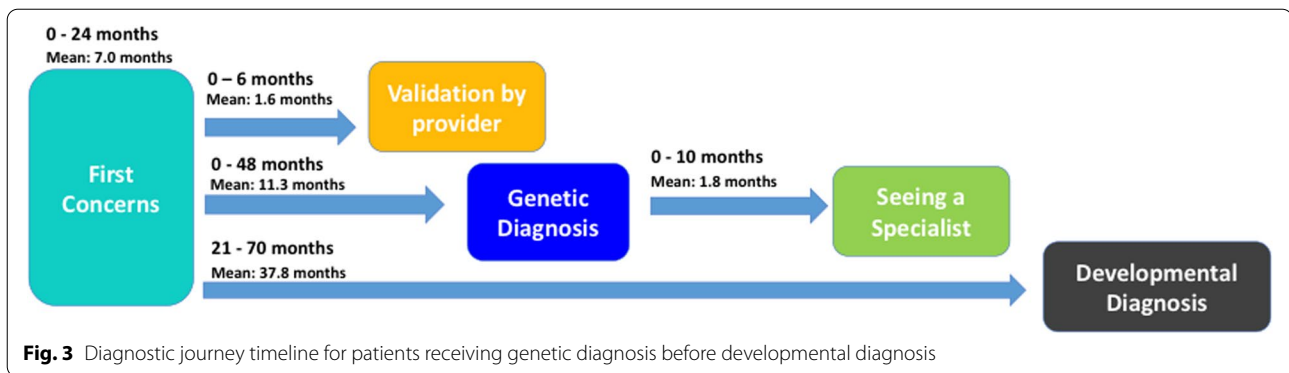 0 - 24 months
Mean: 7.0 months
First
Concerns
0 – 6 months
Mean: 1.6 months
Validation by
provider
0 - 48 months
Mean: 11.3 months
Genetic
Diagnosis
0 - 10 months
Mean: 1.8 months
Seeing a
Specialist
21 - 70 months
Mean: 37.8 months
Developmental
Diagnosis
Fig. 3 Diagnostic journey timeline for patients receiving genetic diagnosis before developmental diagnosis